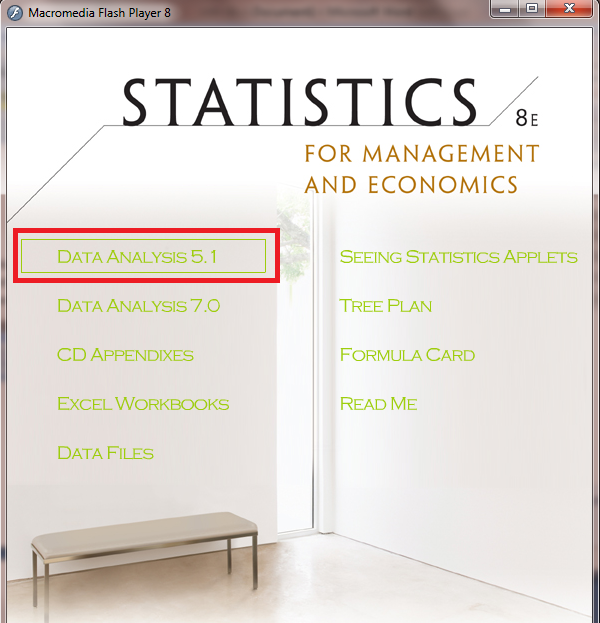 Macromedia Flash Player 8
STATISTICS 8E
FOR MANAGEMENT
AND ECONOMICS
DATA ANALYSIS 5.1
DATA ANALYSIS 7.0
CD APPENDIXES
EXCEL WORKBOOKS
DATA FILES
SEEING STATISTICS APPLETS
TREE PLAN
FORMULA CARD
READ ME